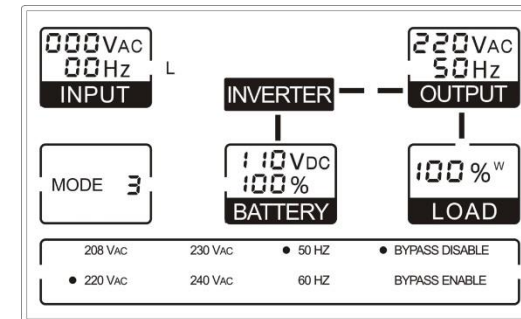 000VAC
00Hz
INPUT
L
INVERTER
220VAC
50Hz
OUTPUT
MODE 3
110VDC
100%
BATTERY
100%W
LOAD
208 VAC 230 VAC ● 50 HZ ● BYPASS DISABLE
● 220 VAC 240 VAC 60 HZ BYPASS ENABLE